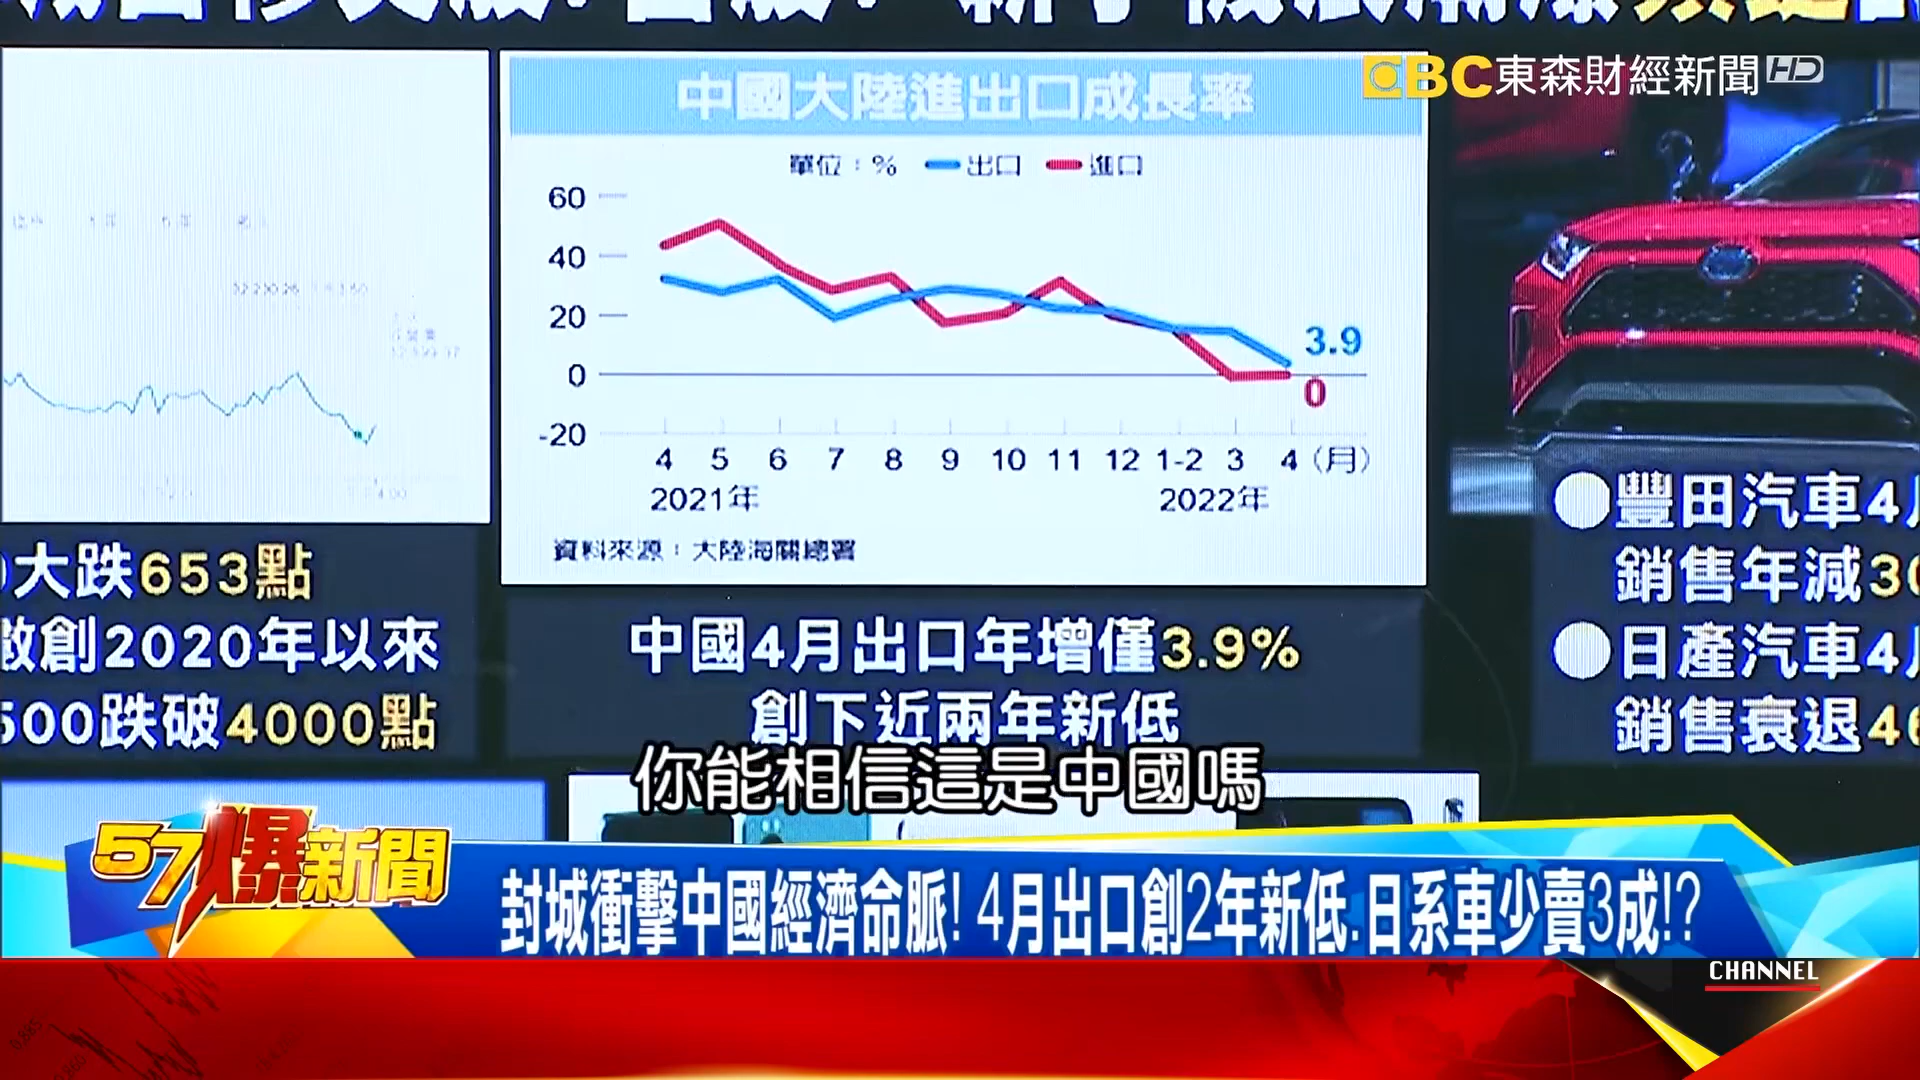 EBC東森財經新聞HD
中國大陸進出口成長率
單位：% 出口 進口
60
40
20
0
-20
3.9
0
4 5 6 7 8 9 10 11 12 1-2 3 4（月）
2021年 2022年
資料來源：大陸海關總署
大跌653點
創2020年以來
500跌破4000點
中國4月出口年增僅3.9%
創下近兩年新低
豐田汽車4月
銷售年減30
日產汽車4月
銷售衰退46
你能相信這是中國嗎
57爆新聞
封城衝擊中國經濟命脈! 4月出口創2年新低.日系車少賣3成!?
CHANNEL